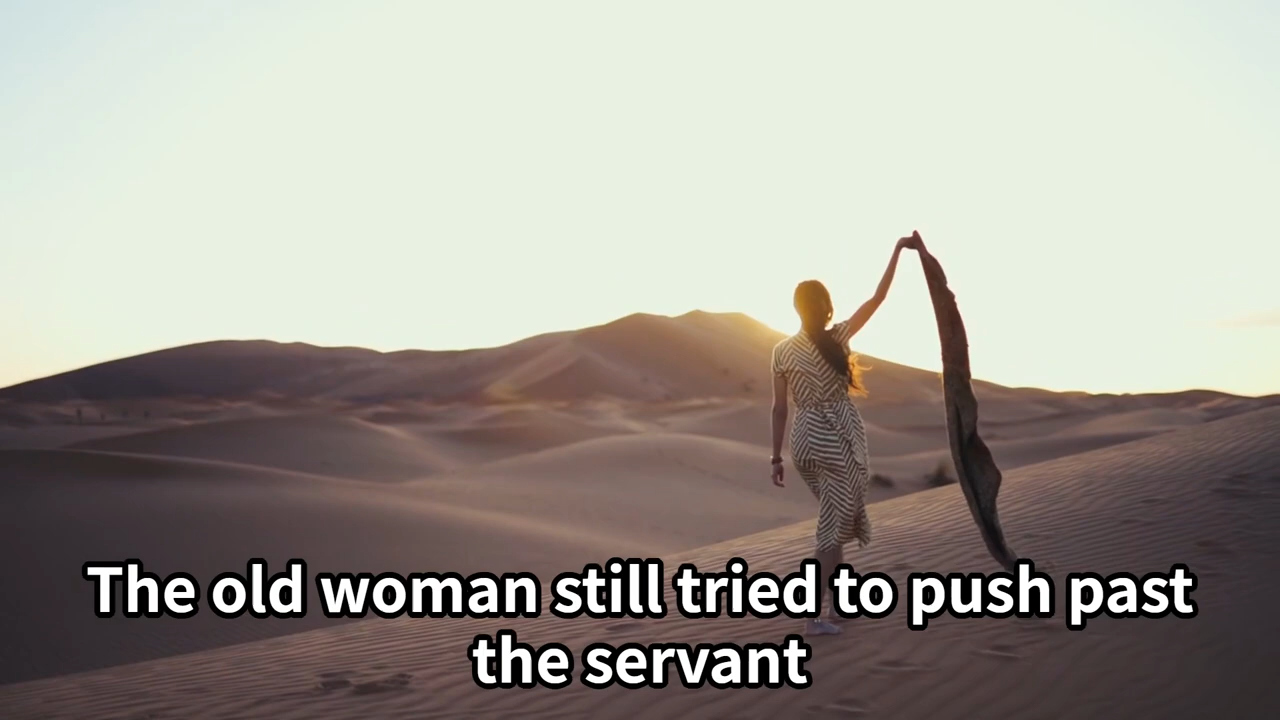 The old woman still tried to push past
the servant